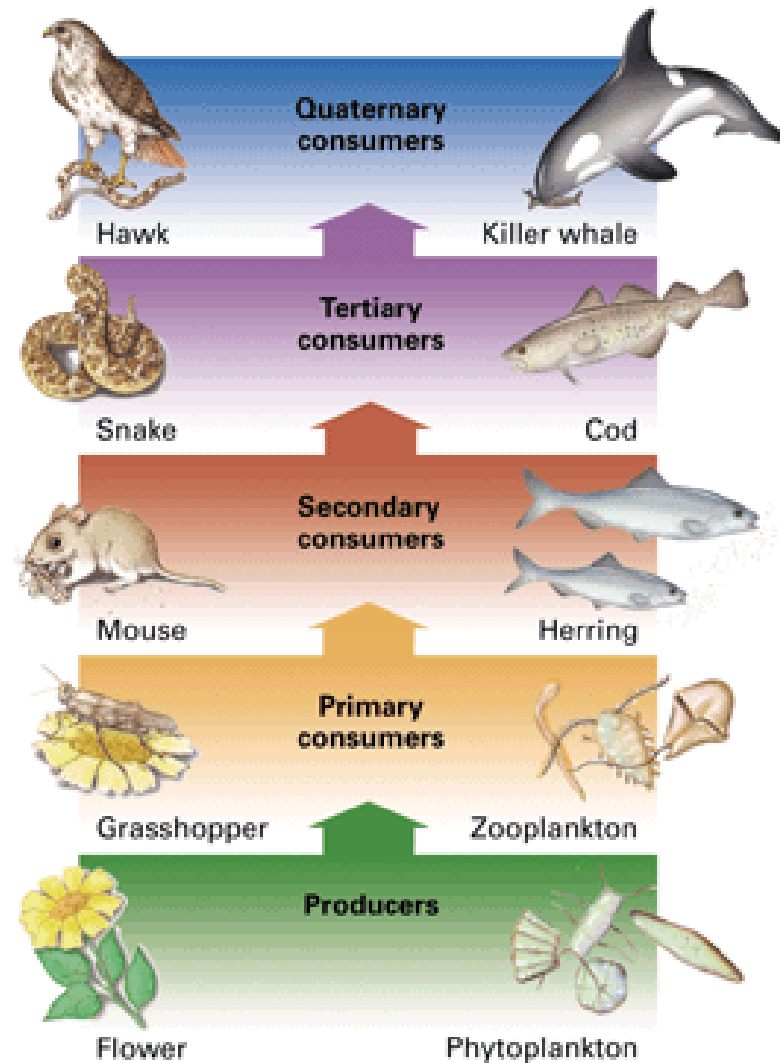 Quaternary
consumers
Hawk
Killer whale
Tertiary
consumers
Snake
Cod
Secondary
consumers
Mouse
Herring
Primary
consumers
Grasshopper
Zooplankton
Producers
Flower
Phytoplankton